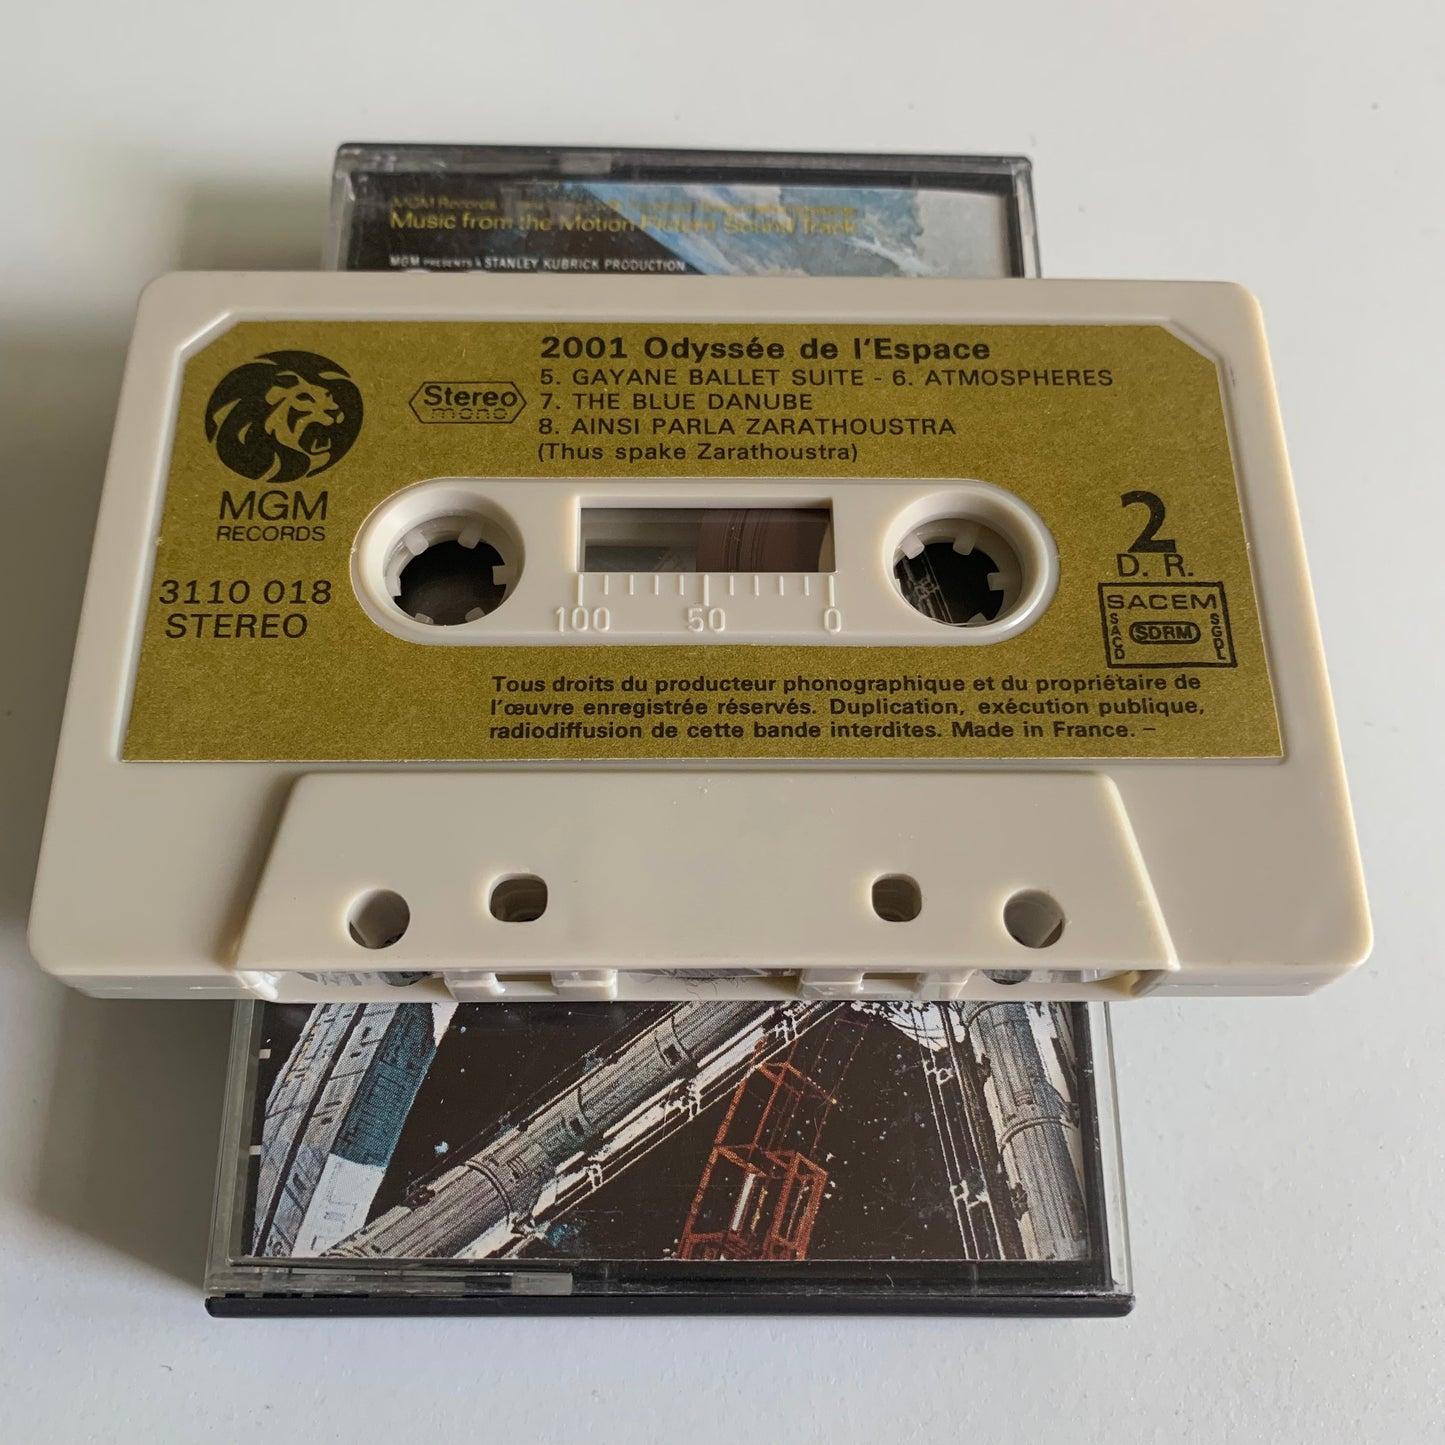 MGM Records
Music from the Motion Picture Sound Track
MGM PRESENTS A STANLEY KUBRICK PRODUCTION
2001 Odyssée de l'Espace
5. GAYANE BALLET SUITE - 6. ATMOSPHERES
7. THE BLUE DANUBE
8. AINSI PARLA ZARATHOUSTRA
(Thus spake Zarathoustra)
Stereo
mono
MGM
RECORDS
3110 018
STEREO
100 50 0
2
D. R.
SACEM
SACD
SDRM
SGDL
Tous droits du producteur phonographique et du propriétaire de
l'œuvre enregistrée réservés. Duplication, exécution publique,
radiodiffusion de cette bande interdites. Made in France. –